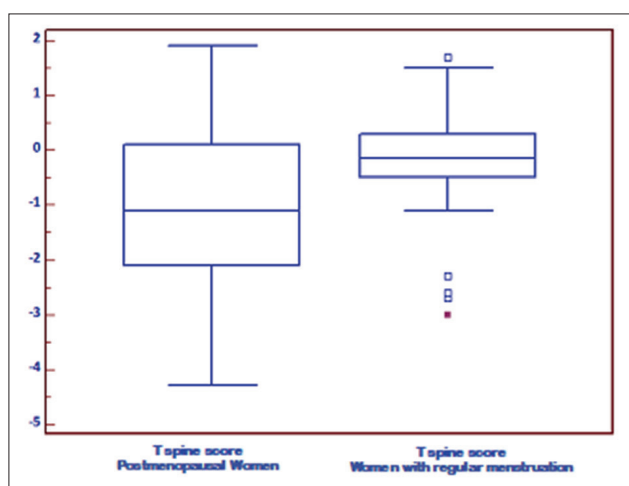 2
1
0
-1
-2
-3
-4
-5
T spine score
Postmenopausal Women
T spine score
Women with regular menstruation